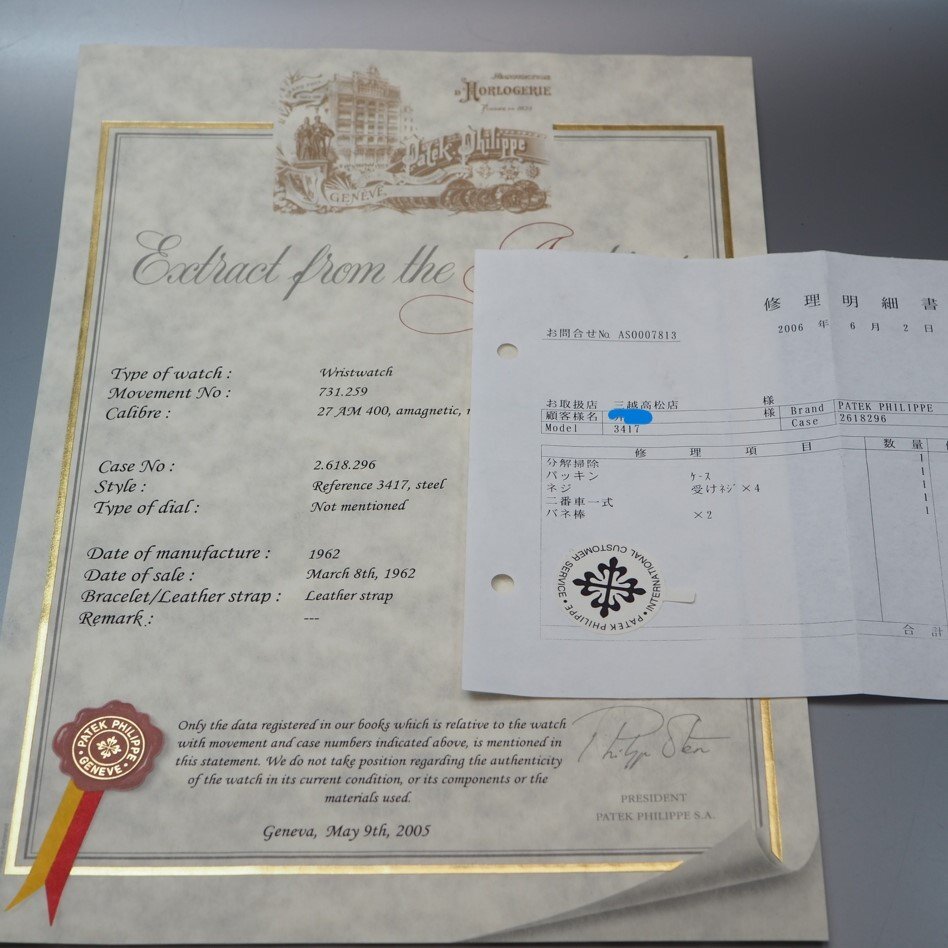 D'HORLOGERIE
Patek Philippe
GENÈVE
Extract from the
Type of watch : Wristwatch
Movement No : 731.259
Calibre : 27 AM 400, amagnetic,
Case No : 2.618.296
Style : Reference 3417, steel
Type of dial : Not mentioned
Date of manufacture : 1962
Date of sale : March 8th, 1962
Bracelet/Leather strap : Leather strap
Remark : ---
Only the data registered in our books which is relative to the watch
with movement and case numbers indicated above, is mentioned in
this statement. We do not take position regarding the authenticity
of the watch in its current condition, or its components or the
materials used.
Geneva, May 9th, 2005
PRESIDENT
PATEK PHILIPPE S.A.
PATEK PHILIPPE
GENEVE
修理明細書
2006 年 6 月 2 日
お問合せNo. AS0007813
お取扱店 三越高松店 様
顧客様名 様 Brand PATEK PHILIPPE
Model 3417 Case 2618296
修理項目 数量
分解掃除 1
パッキン ケース 1
ネジ 受けネジ×4 1
二番車一式 1
バネ棒 ×2 1
合計
PATEK PHILIPPE • INTERNATIONAL CUSTOMER SERVICE •